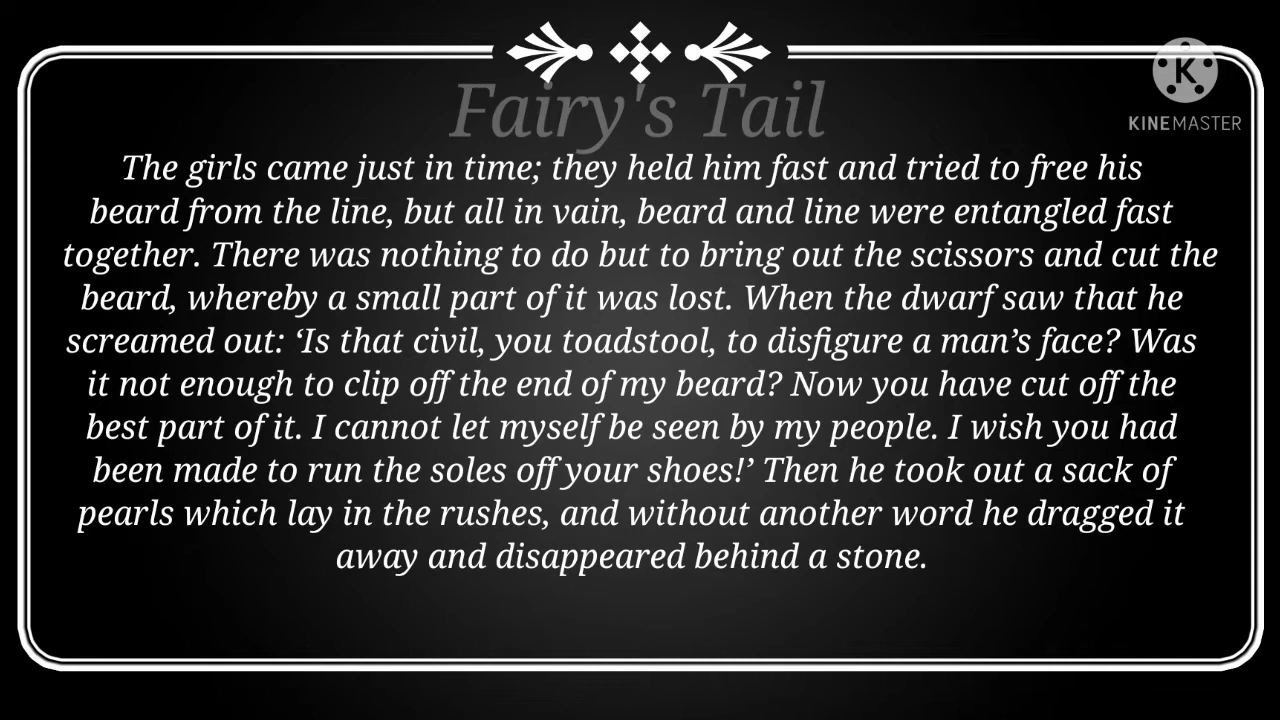 Fairy's Tail
K
KINEMASTER
The girls came just in time; they held him fast and tried to free his
beard from the line, but all in vain, beard and line were entangled fast
together. There was nothing to do but to bring out the scissors and cut the
beard, whereby a small part of it was lost. When the dwarf saw that he
screamed out: ‘Is that civil, you toadstool, to disfigure a man’s face? Was
it not enough to clip off the end of my beard? Now you have cut off the
best part of it. I cannot let myself be seen by my people. I wish you had
been made to run the soles off your shoes!’ Then he took out a sack of
pearls which lay in the rushes, and without another word he dragged it
away and disappeared behind a stone.